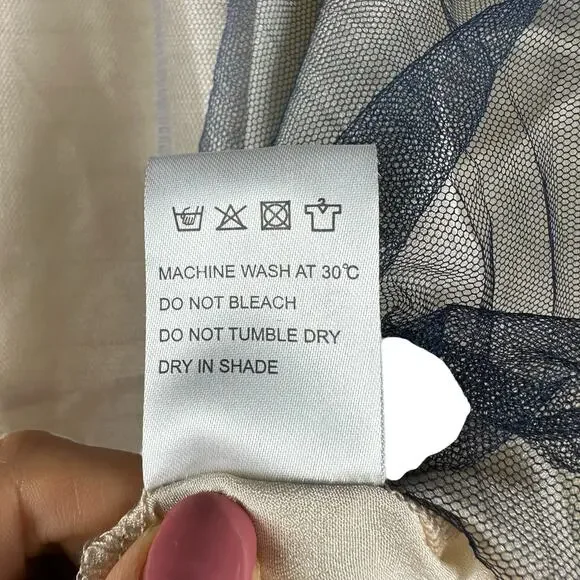 MACHINE WASH AT 30℃
DO NOT BLEACH
DO NOT TUMBLE DRY
DRY IN SHADE